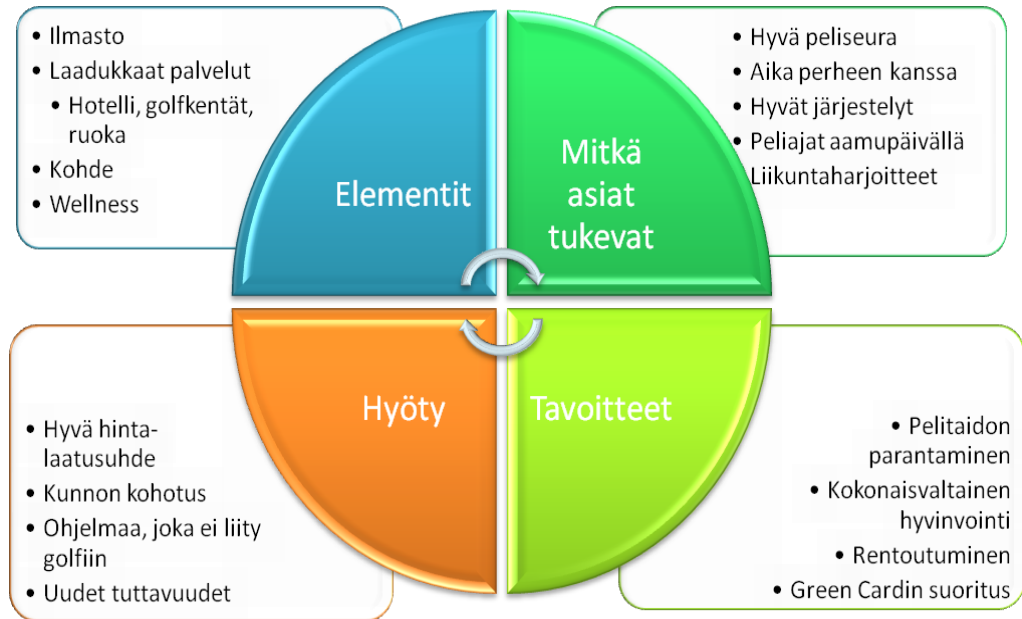 • Ilmasto
• Laadukkaat palvelut
• Hotelli, golfkentät,
ruoka
• Kohde
• Wellness
Elementit
• Hyvä peliseura
• Aika perheen kanssa
• Hyvät järjestelyt
• Peliajat aamupäivällä
Liikuntaharjoitteet
Mitkä
asiat
tukevat
• Hyvä hinta-
laatusuhde
• Kunnon kohotus
• Ohjelmaa, joka ei liity
golfiin
• Uudet tuttavuudet
Hyöty
Tavoitteet
• Pelitaidon
parantaminen
• Kokonaisvaltainen
hyvinvointi
• Rentoutuminen
• Green Cardin suoritus